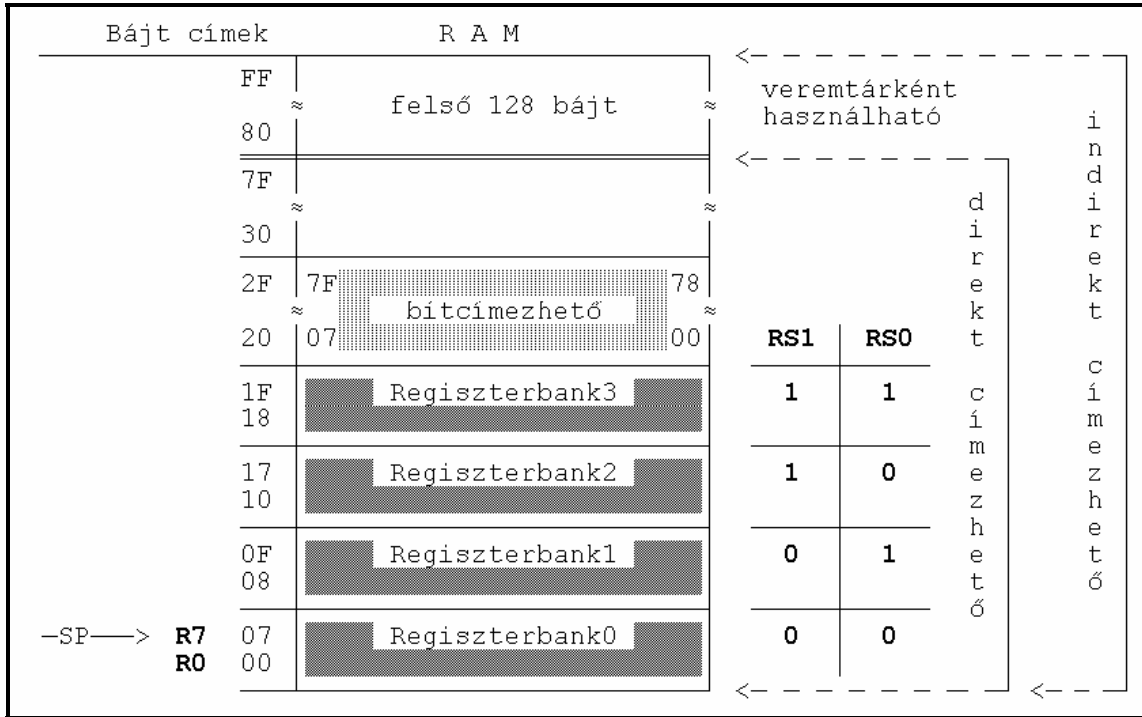 Bájt címek R A M
FF
felső 128 bájt
veremtárként
használható
80
7F
30
2F 7F 78
bítcímezhető
20 07 00 RS1 RS0
1F Regiszterbank3 1 1
18
17 Regiszterbank2 1 0
10
0F Regiszterbank1 0 1
08
SP R7 07 Regiszterbank0 0 0
R0 00
direkt címezhető
indirekt címezhető